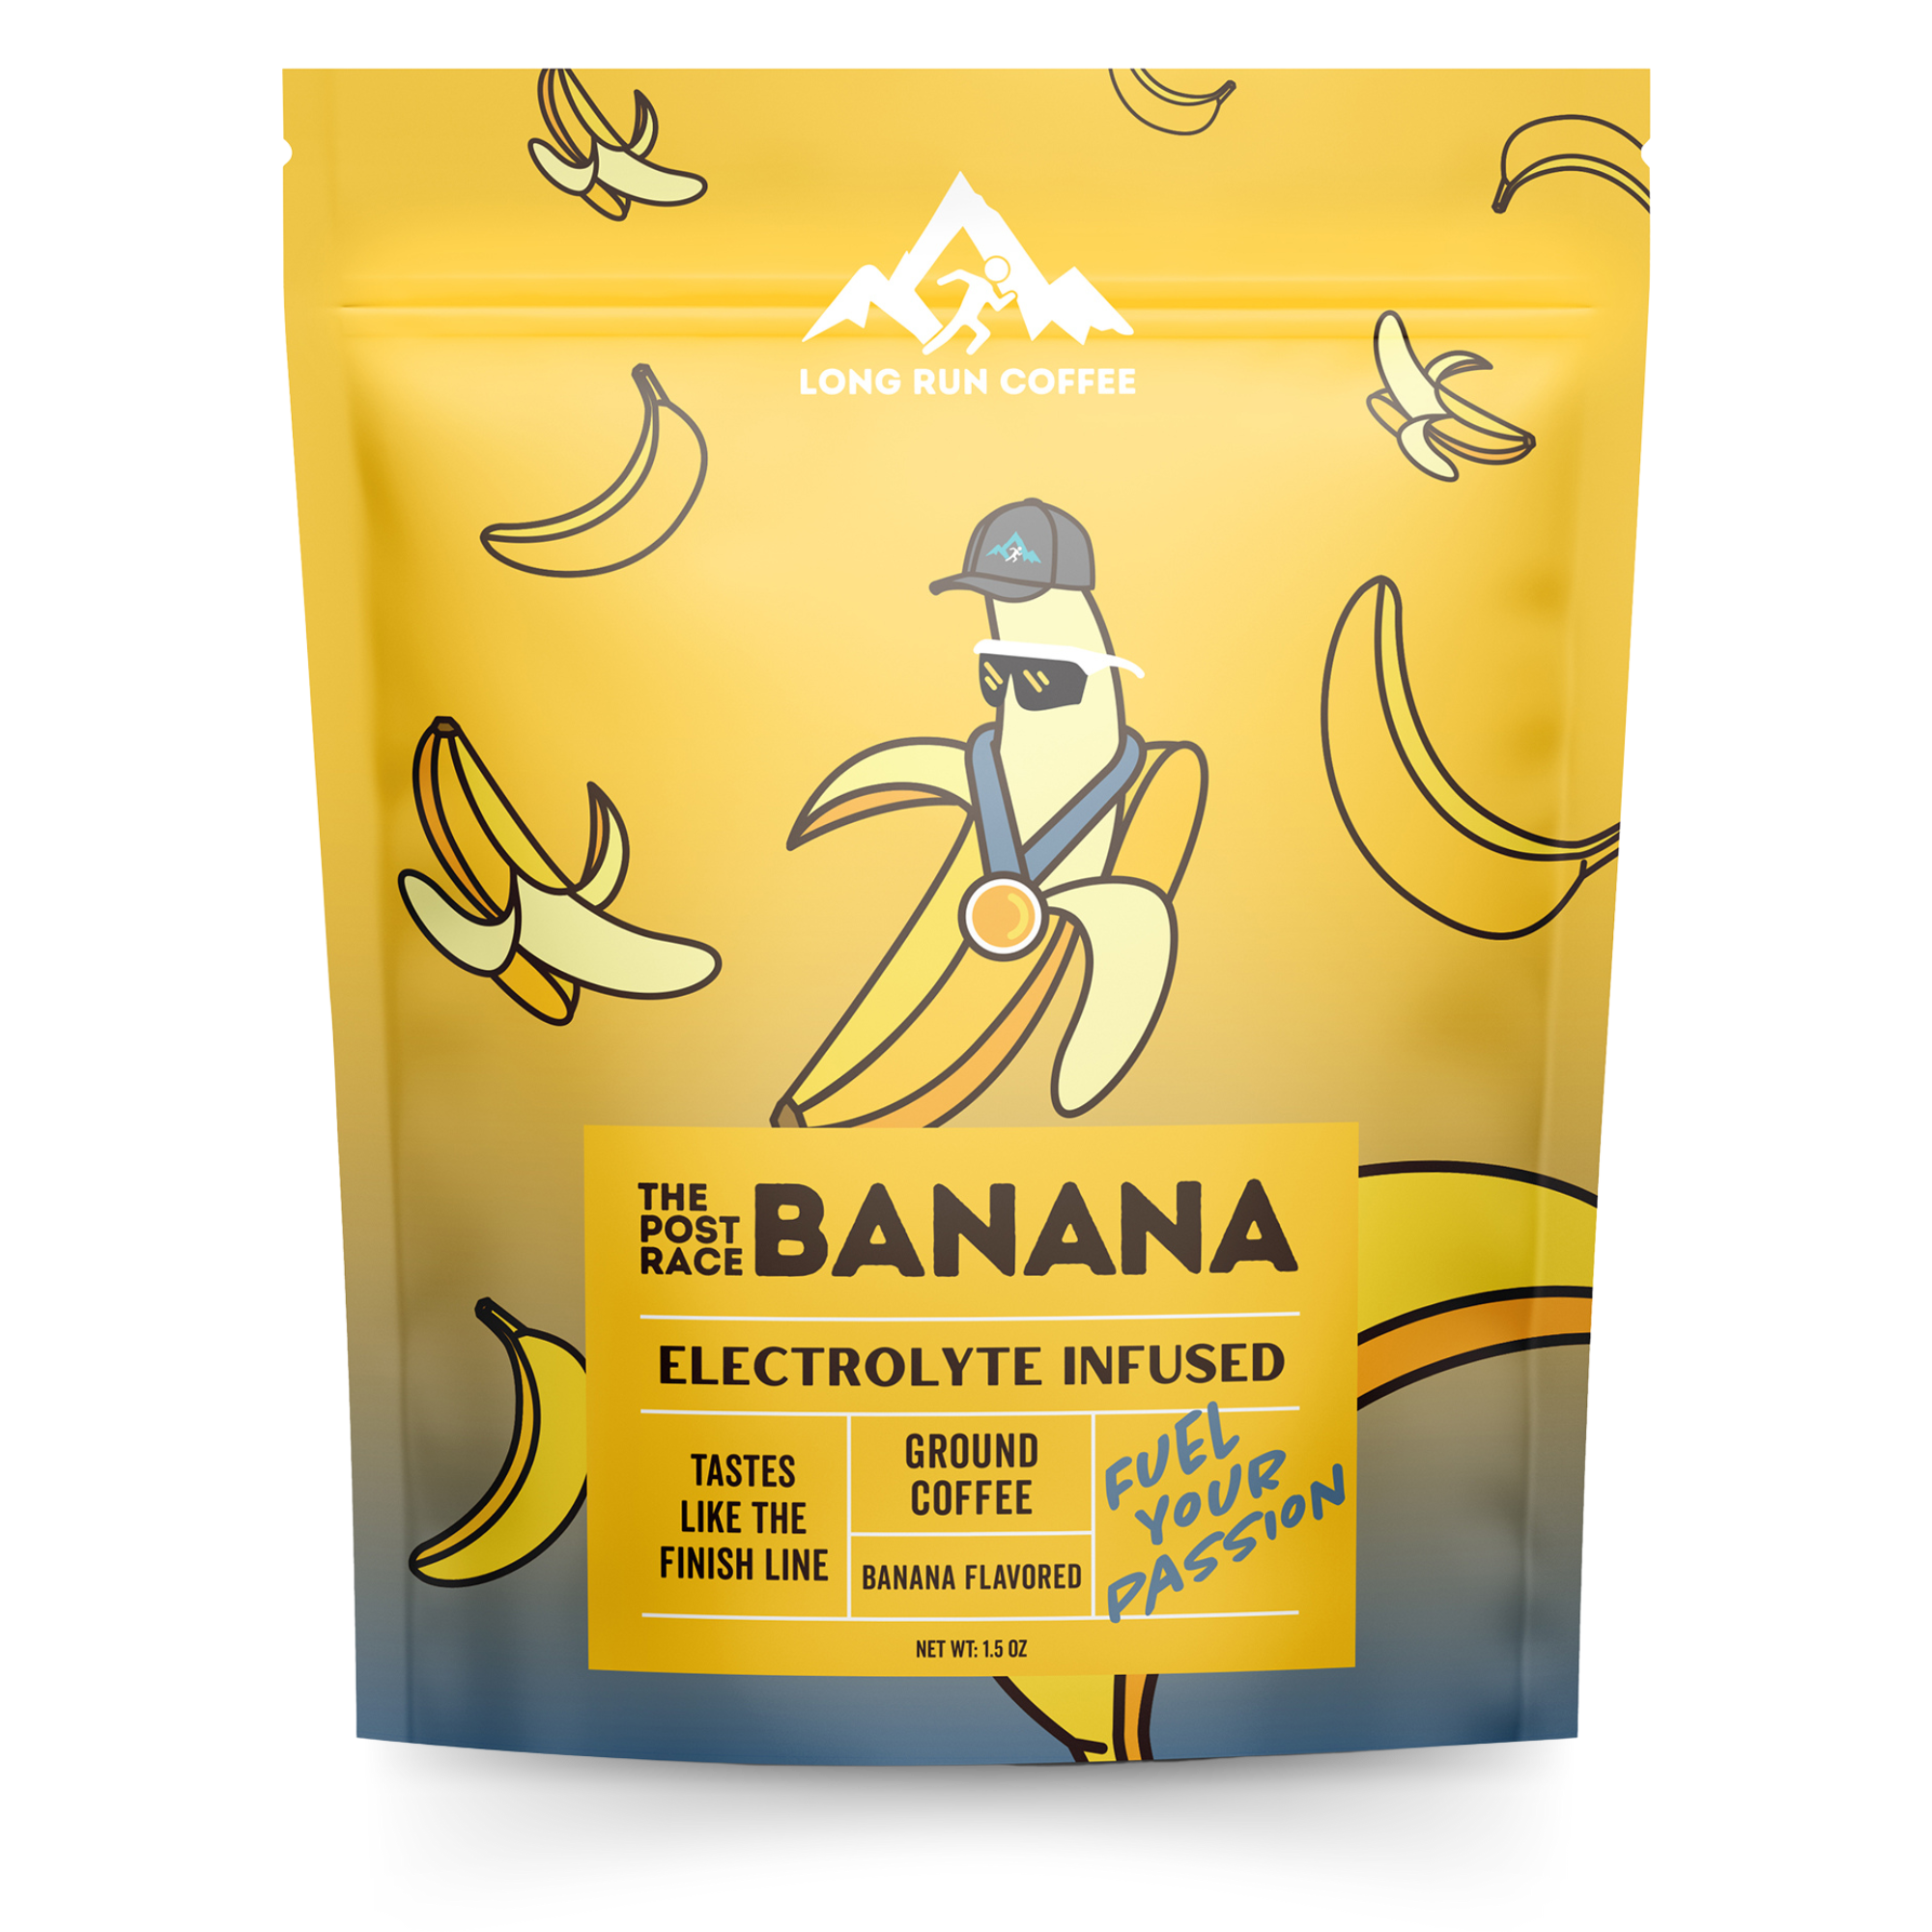 LONG RUN COFFEE
THE
POST
RACE
BANANA
ELECTROLYTE INFUSED
TASTES
LIKE THE
FINISH LINE
GROUND
COFFEE
BANANA FLAVORED
FUEL
YOUR
PASSION
NET WT: 1.5 OZ